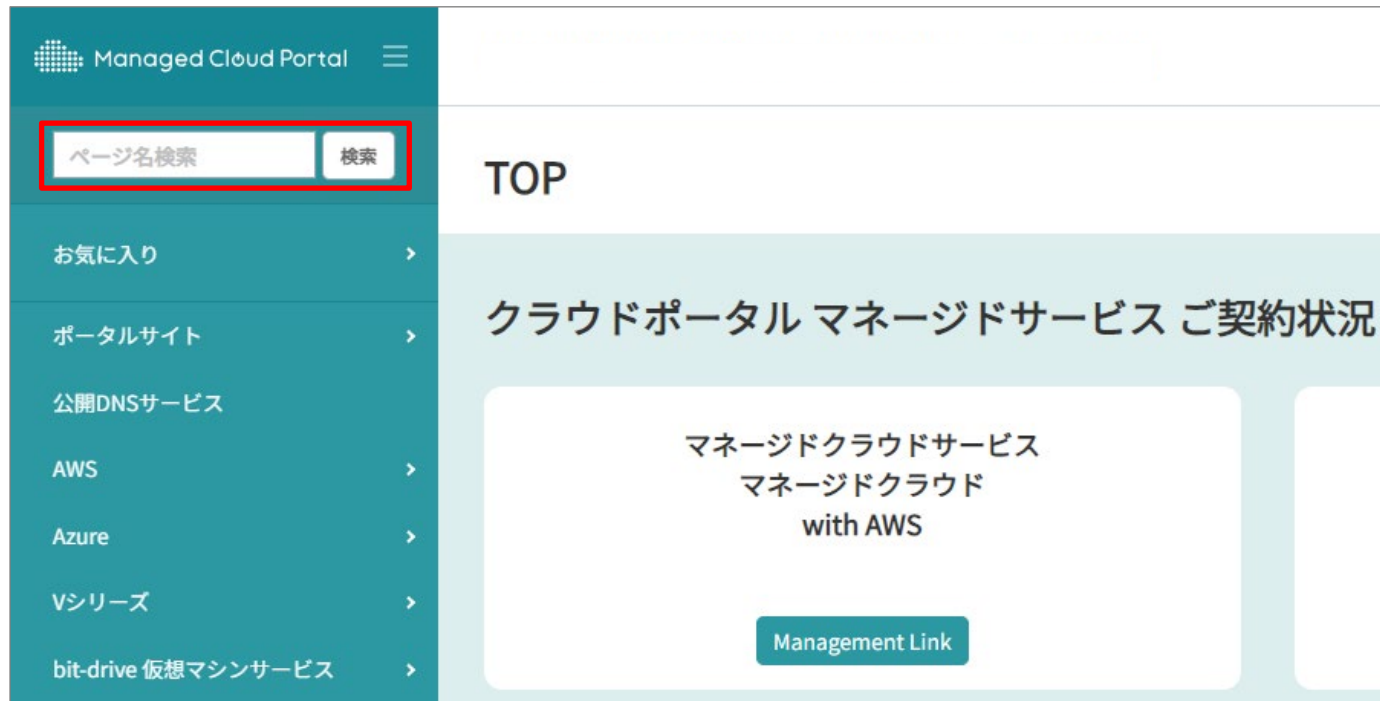 Managed Cloud Portal
ページ名検索
検索
お気に入り
ポータルサイト
公開DNSサービス
AWS
Azure
Vシリーズ
bit-drive 仮想マシンサービス
TOP
クラウドポータル マネージドサービス ご契約状況
マネージドクラウドサービス
マネージドクラウド
with AWS
Management Link